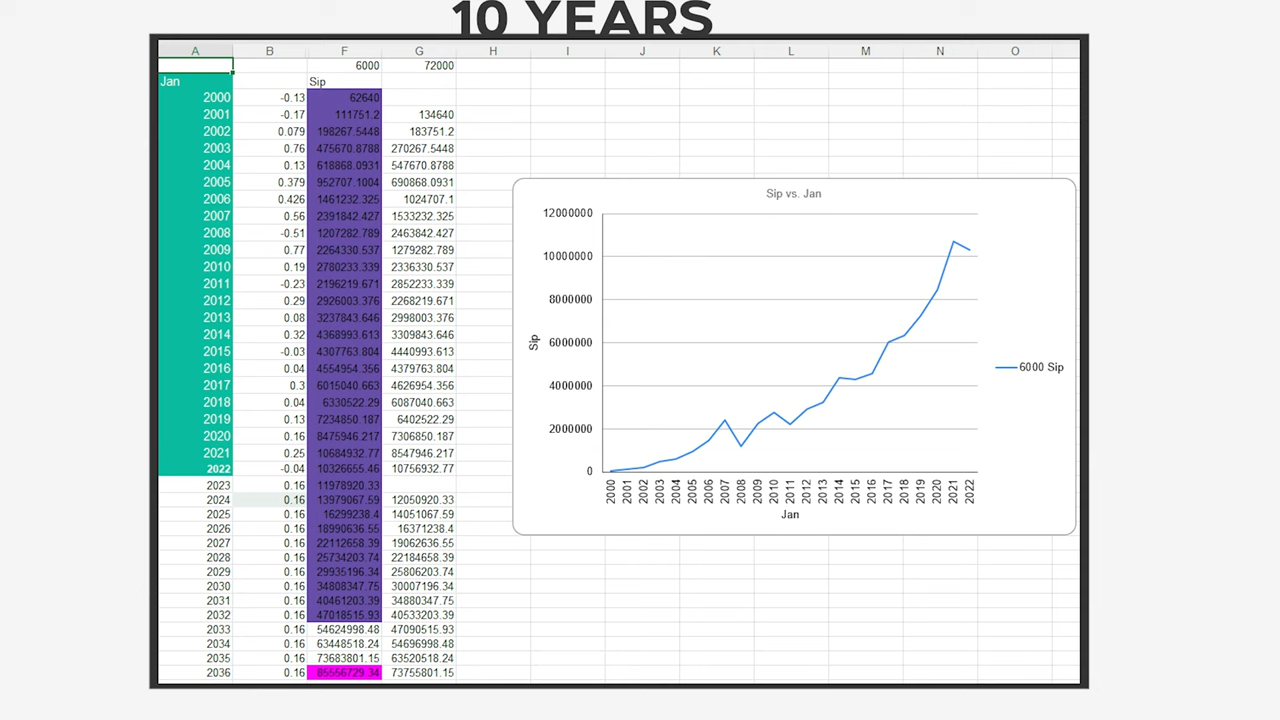 10 YEARS
A B F G H I J K L M N O
6000 72000
Jan Sip
2000 -0.13 62640
2001 -0.17 111751.2 134640
2002 0.079 198267.5448 183751.2
2003 0.76 475670.8788 270267.5448
2004 0.13 618868.0931 547670.8788
2005 0.379 952707.1004 690868.0931
2006 0.426 1461232.325 1024707.1
2007 0.56 2391842.427 1533232.325
2008 -0.51 1207282.789 2463842.427
2009 0.77 2264330.537 1279282.789
2010 0.19 2780233.339 2336330.537
2011 -0.23 2196219.671 2852233.339
2012 0.29 2926003.376 2268219.671
2013 0.08 3237843.646 2998003.376
2014 0.32 4368993.613 3309843.646
2015 -0.03 4307763.804 4440993.613
2016 0.04 4554954.356 4379763.804
2017 0.3 6015040.663 4626954.356
2018 0.04 6330522.29 6087040.663
2019 0.13 7234850.187 6402522.29
2020 0.16 8475946.217 7306850.187
2021 0.25 10684932.77 8547946.217
2022 -0.04 10326655.46 10756932.77
2023 0.16 11978920.33
2024 0.16 13979067.59 12050920.33
2025 0.16 16299238.4 14051067.59
2026 0.16 18990636.55 16371238.4
2027 0.16 22112658.39 19062636.55
2028 0.16 25734203.74 22184658.39
2029 0.16 29935196.34 25806203.74
2030 0.16 34808347.75 30007196.34
2031 0.16 40461203.39 34880347.75
2032 0.16 47018515.93 40533203.39
2033 0.16 54624998.48 47090515.93
2034 0.16 63448518.24 54696998.48
2035 0.16 73683801.15 63520518.24
2036 0.16 85556729.34 73755801.15
Sip vs. Jan
12000000
10000000
8000000
6000000
4000000
2000000
0
Sip
6000 Sip
2000 2001 2002 2003 2004 2005 2006 2007 2008 2009 2010 2011 2012 2013 2014 2015 2016 2017 2018 2019 2020 2021 2022
Jan